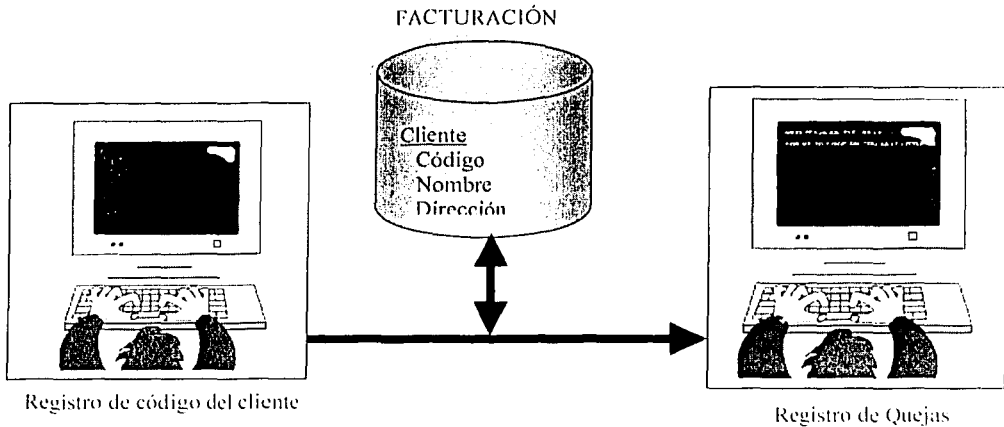 FACTURACIÓN
Cliente
Código
Nombre
Dirección
Registro de código del cliente
Registro de Quejas